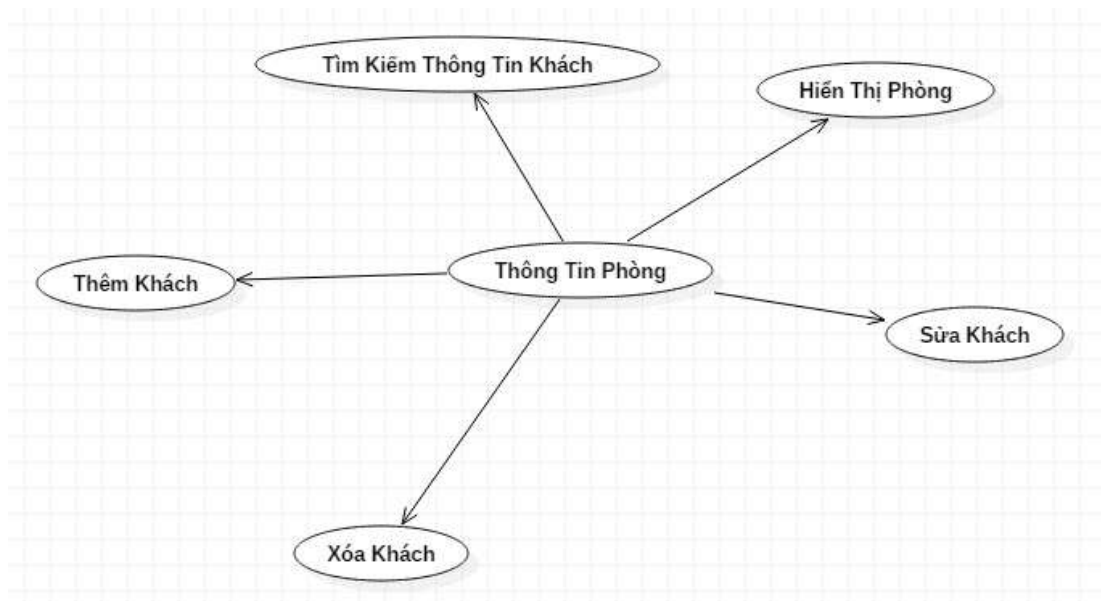 Tìm Kiếm Thông Tin Khách
Hiển Thị Phòng
Thông Tin Phòng
Thêm Khách
Sửa Khách
Xóa Khách